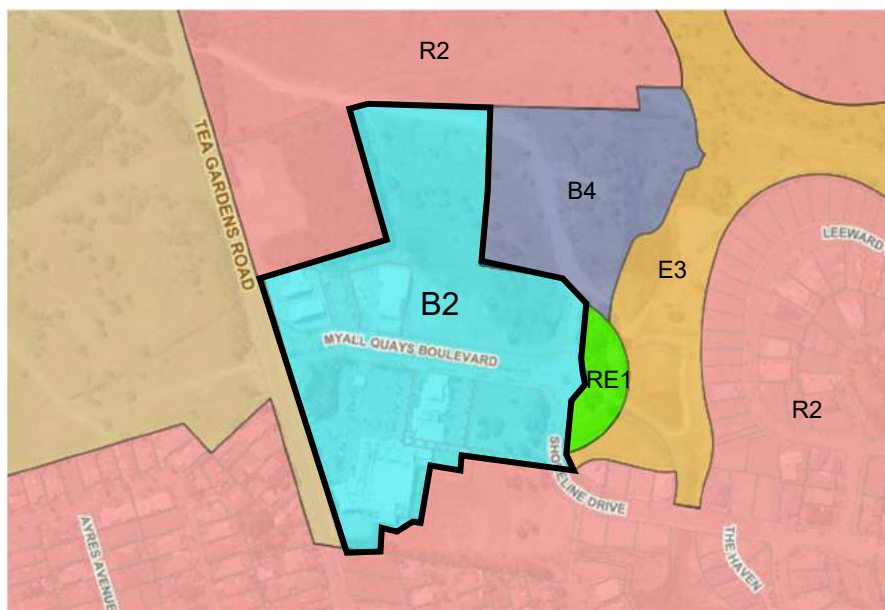 R2
TEA GARDENS ROAD
B4
LEEWARD
E3
B2
MYALL QUAYS BOULEVARD
RE1
R2
SHORELINE DRIVE
AYRES AVENUE
THE HAVEN